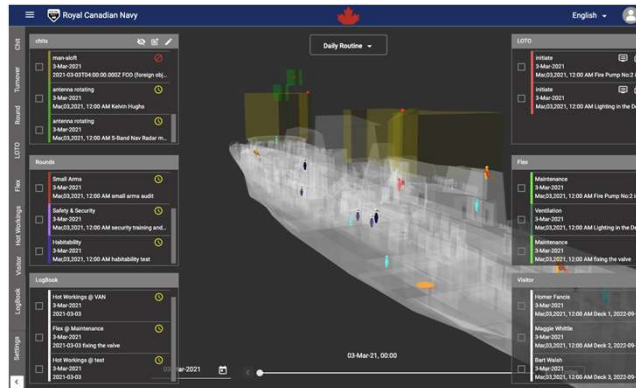 Royal Canadian Navy
English
Chit
Turnover
Round
LOTO
Flex
Hot Workings
Visitor
LogBook
Settings
chits
man-aloft
3-Mar-2021
2021-03-03T04:00:00.000Z FOO (foreign obj...
antenna rotating
3-Mar-2021
Mar,03,2021, 12:00 AM Kelvin Hughs
antenna rotating
3-Mar-2021
Mar,03,2021, 12:00 AM S-Band Nav Radar m...
Rounds
Small Arms
3-Mar-2021
Mar,03,2021, 12:00 AM small arms audit
Safety & Security
3-Mar-2021
Mar,03,2021, 12:00 AM security training and...
Habitability
3-Mar-2021
Mar,03,2021, 12:00 AM habitability test
LogBook
Hot Workings @ VAN
3-Mar-2021
2021-03-03
Flex @ Maintenance
3-Mar-2021
2021-03-03 fixing the valve
Hot Workings @ test
3-Mar-2021
2021-03-03
Daily Routine
ar-2021
03-Mar-21, 00:00
LOTO
initiate
3-Mar-2021
Mar,03,2021, 12:00 AM Fire Pump No:2 i
initiate
3-Mar-2021
Mar,03,2021, 12:00 AM Lighting in the De
Flex
Maintenance
3-Mar-2021
Mar,03,2021, 12:00 AM Fire Pump No:2 i
Ventilation
3-Mar-2021
Mar,03,2021, 12:00 AM Lighting in the De
Maintenance
3-Mar-2021
Mar,03,2021, 12:00 AM fixing the valve
Visitor
Homer Fancis
3-Mar-2021
Mar,03,2021, 12:00 AM Deck 1, 2022-09-
Maggie Whittle
3-Mar-2021
Mar,03,2021, 12:00 AM Deck 2, 2022-09-
Bart Walsh
3-Mar-2021
Mar,03,2021, 12:00 AM Deck 3, 2022-09-